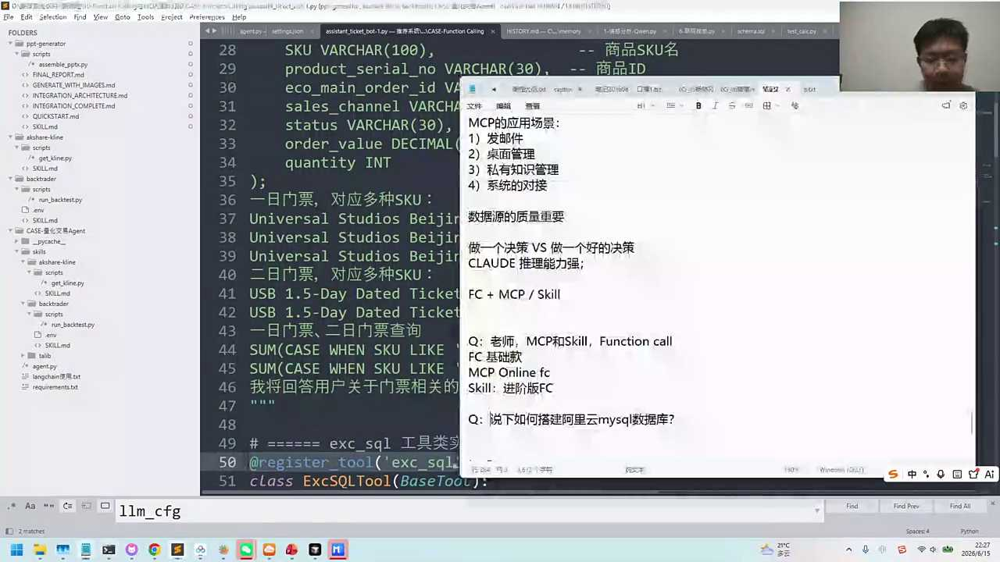 File Edit Selection Find View Goto Tools Project Preferences Help
FOLDERS
ppt-generator
scripts
assemble_pptx.py
FINAL_REPORT.md
GENERATE_WITH_IMAGES.md
INTEGRATION_ARCHITECTURE.md
INTEGRATION_COMPLETE.md
QUICKSTART.md
SKILL.md
akshare-kline
scripts
get_kline.py
SKILL.md
backtrader
scripts
run_backtest.py
.env
SKILL.md
CASE-量化交易Agent
__pycache__
skills
akshare-kline
scripts
get_kline.py
SKILL.md
backtrader
scripts
run_backtest.py
.env
SKILL.md
talib
agent.py
langchain使用.txt
requirements.txt
agent.py settings.json assistant_ticket_bot-1.py — 推荐系统\...\CASE-Function Calling HISTORY.md — C:\...\memory 1-情感分析-Qwen.py schema.sql test_calc.py
28 SKU VARCHAR(100), -- 商品SKU名
29 product_serial_no VARCHAR(30), -- 商品ID
30 eco_main_order_id
31 sales_channel VARCHAR
32 status VARCHAR(30),
33 order_value DECIMAL(
34 quantity INT
35 );
36 一日门票，对应多种SKU：
37 Universal Studios Beijin
38 Universal Studios Beijin
39 Universal Studios Beijin
40 二日门票，对应多种SKU：
41 USB 1.5-Day Dated Ticket
42 USB 1.5-Day Dated Ticket
43 一日门票、二日门票查询
44 SUM(CASE WHEN SKU LIKE
45 SUM(CASE WHEN SKU LIKE
46 我将回答用户关于门票相关的
47 """
48
49 # ====== exc_sql 工具类实
50 @register_tool('exc_sql
51 class ExcSQLTool(BaseTool):
文件 编辑 查看
MCP的应用场景：
1）发邮件
2）桌面管理
3）私有知识管理
4）系统的对接
数据源的质量重要
做一个决策 VS 做一个好的决策
CLAUDE 推理能力强；
FC + MCP / Skill
Q：老师，MCP和Skill，Function call
FC 基础款
MCP Online fc
Skill：进阶版FC
Q：说下如何搭建阿里云mysql数据库？
llm_cfg
Find Find Prev Find All
2 matches
Spaces: 4 Python
21°C
多云
22:27
2026/6/15